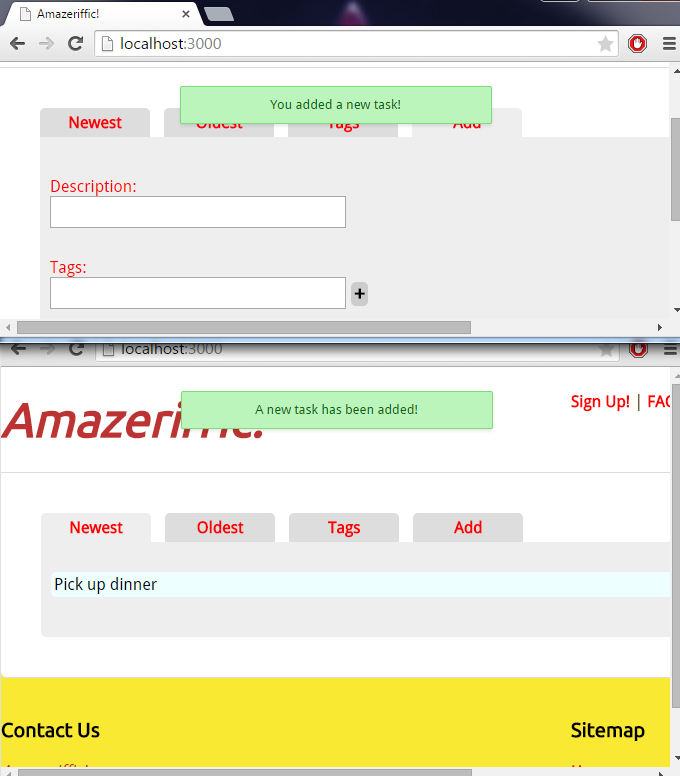 Amazeriffic!
localhost:3000
You added a new task!
Newest Oldest Tags Add
Description:
Tags:
+
localhost:3000
A new task has been added!
Amazeriffic!
Sign Up! | FAQ
Newest Oldest Tags Add
Pick up dinner
Contact Us
Sitemap